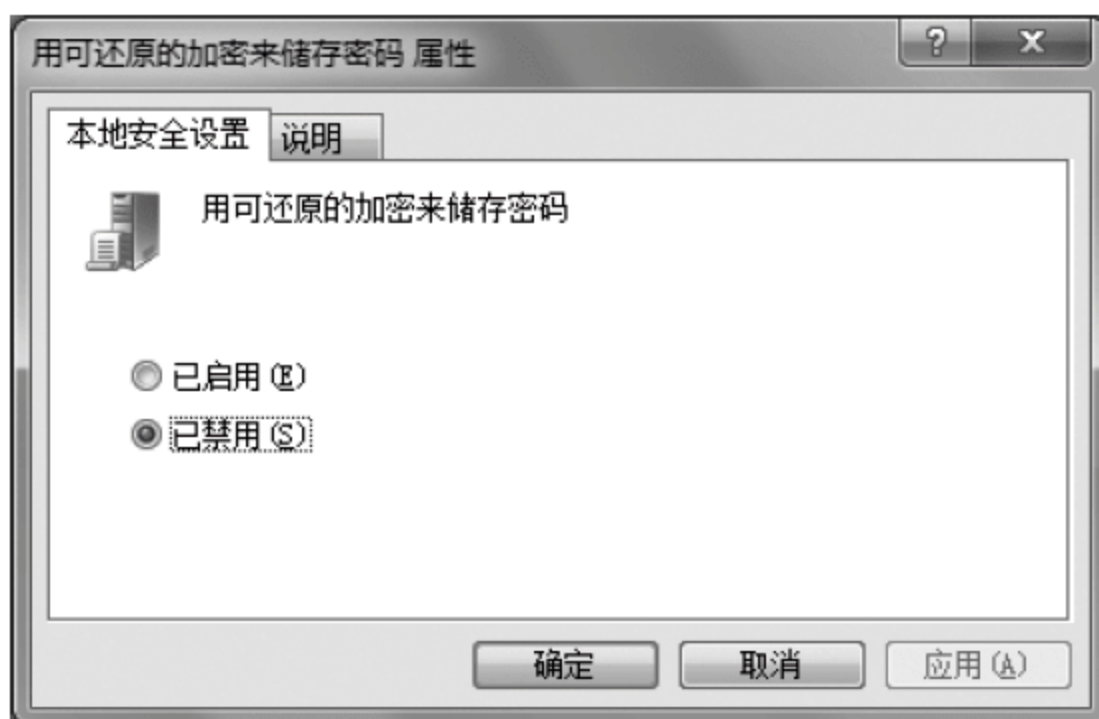 用可还原的加密来储存密码 属性
? X
本地安全设置 说明
用可还原的加密来储存密码
已启用(E)
已禁用(S)
确定 取消 应用(A)